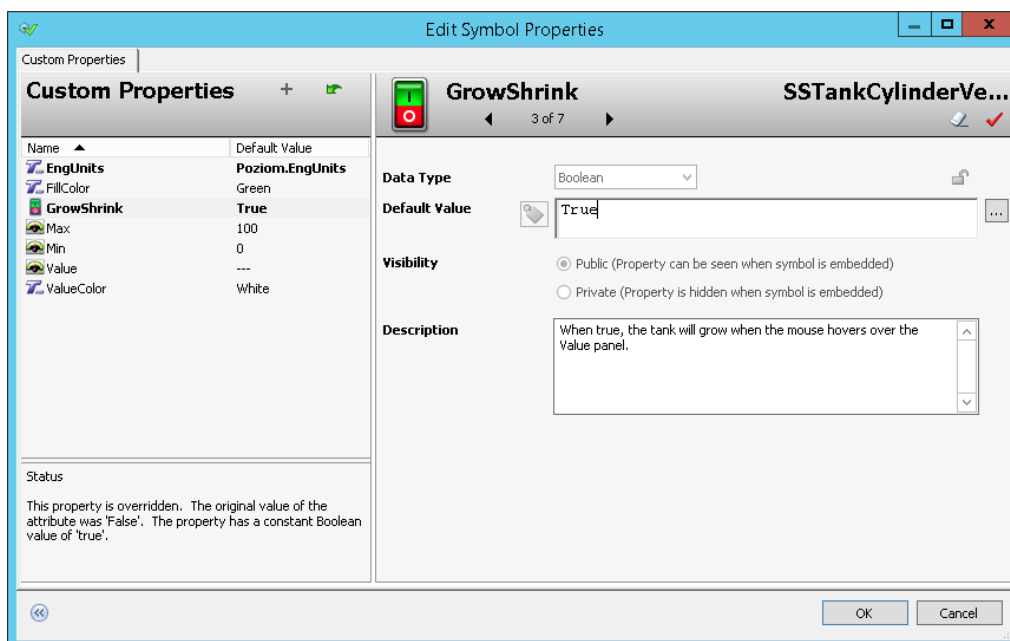 Edit Symbol Properties
Custom Properties
Custom Properties
GrowShrink
SSTankCylinderVe...
3 of 7
Name Default Value
EngUnits Poziom.EngUnits
FillColor Green
GrowShrink True
Max 100
Min 0
Value ---
ValueColor White
Data Type Boolean
Default Value True
...
Visibility
Public (Property can be seen when symbol is embedded)
Private (Property is hidden when symbol is embedded)
Description
When true, the tank will grow when the mouse hovers over the
Value panel.
Status
This property is overridden. The original value of the
attribute was 'False'. The property has a constant Boolean
value of 'true'.
OK
Cancel